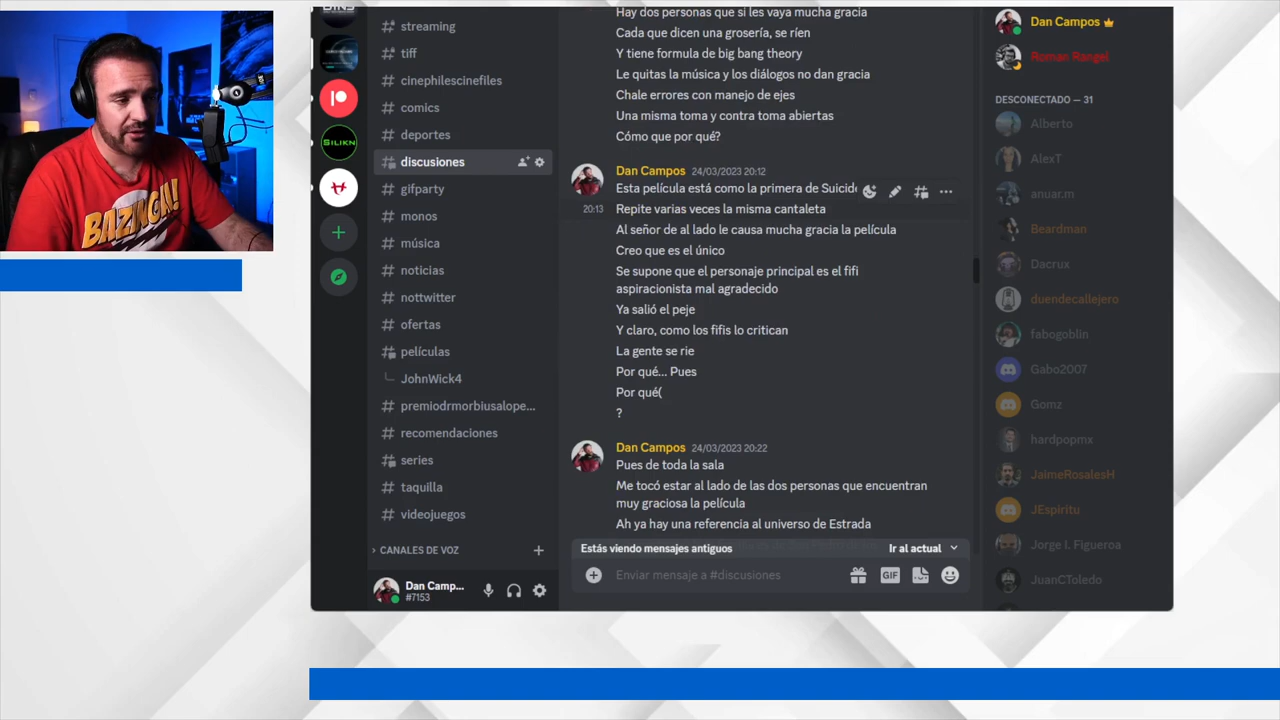 BINS
SILIKN
BAZINGA!
streaming
tiff
cinephilescinefiles
comics
deportes
discusiones
gifparty
monos
música
noticias
nottwitter
ofertas
películas
JohnWick4
premiodrmorbiusalope...
recomendaciones
series
taquilla
videojuegos
CANALES DE VOZ
Dan Camp...
#7153
Hay dos personas que si les vaya mucha gracia
Cada que dicen una grosería, se ríen
Y tiene formula de big bang theory
Le quitas la música y los diálogos no dan gracia
Chale errores con manejo de ejes
Una misma toma y contra toma abiertas
Cómo que por qué?
Dan Campos 24/03/2023 20:12
Esta película está como la primera de Suicide
20:13 Repite varias veces la misma cantaleta
Al señor de al lado le causa mucha gracia la película
Creo que es el único
Se supone que el personaje principal es el fifi
aspiracionista mal agradecido
Ya salió el peje
Y claro, como los fifis lo critican
La gente se rie
Por qué... Pues
Por qué(
?
Dan Campos 24/03/2023 20:22
Pues de toda la sala
Me tocó estar al lado de las dos personas que encuentran
muy graciosa la película
Ah ya hay una referencia al universo de Estrada
Estás viendo mensajes antiguos Ir al actual
Enviar mensaje a #discusiones
GIF
Dan Campos
Roman Rangel
DESCONECTADO — 31
Alberto
AlexT
anuar.m
Beardman
Dacrux
duendecallejero
fabogoblin
Gabo2007
Gomz
hardpopmx
JaimeRosalesH
JEspiritu
Jorge I. Figueroa
JuanCToledo